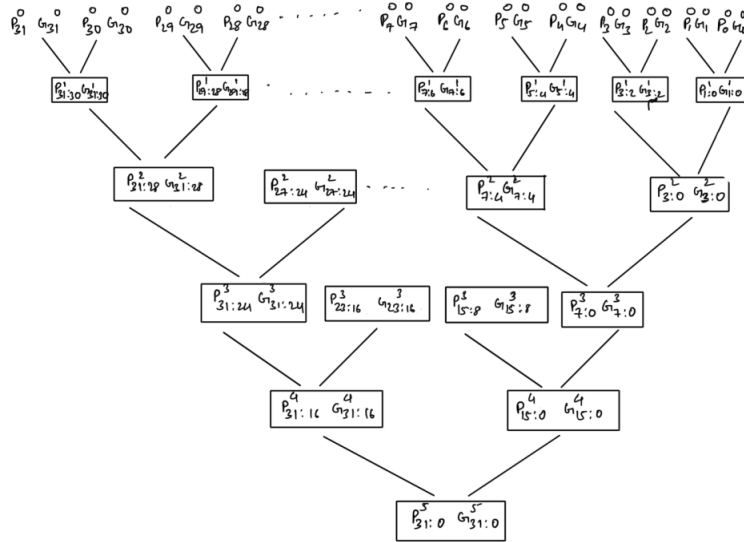 P⁰₃₁ G⁰₃₁ P⁰₃₀ G⁰₃₀ P⁰₂₉ G⁰₂₉ P⁰₂₈ G⁰₂₈ P⁰₇ G⁰₇ P⁰₆ G⁰₆ P⁰₅ G⁰₅ P⁰₄ G⁰₄ P⁰₃ G⁰₃ P⁰₂ G⁰₂ P⁰₁ G⁰₁ P⁰₀ G⁰₀
P¹31:30 G¹31:30 P¹29:28 G¹29:28 P¹7:6 G¹7:6 P¹5:4 G¹5:4 P¹3:2 G¹3:2 P¹1:0 G¹1:0
P²31:28 G²31:28 P²27:24 G²27:24 P²7:4 G²7:4 P²3:0 G²3:0
P³31:24 G³31:24 P³23:16 G³23:16 P³15:8 G³15:8 P³7:0 G³7:0
P⁴31:16 G⁴31:16 P⁴15:0 G⁴15:0
P⁵31:0 G⁵31:0